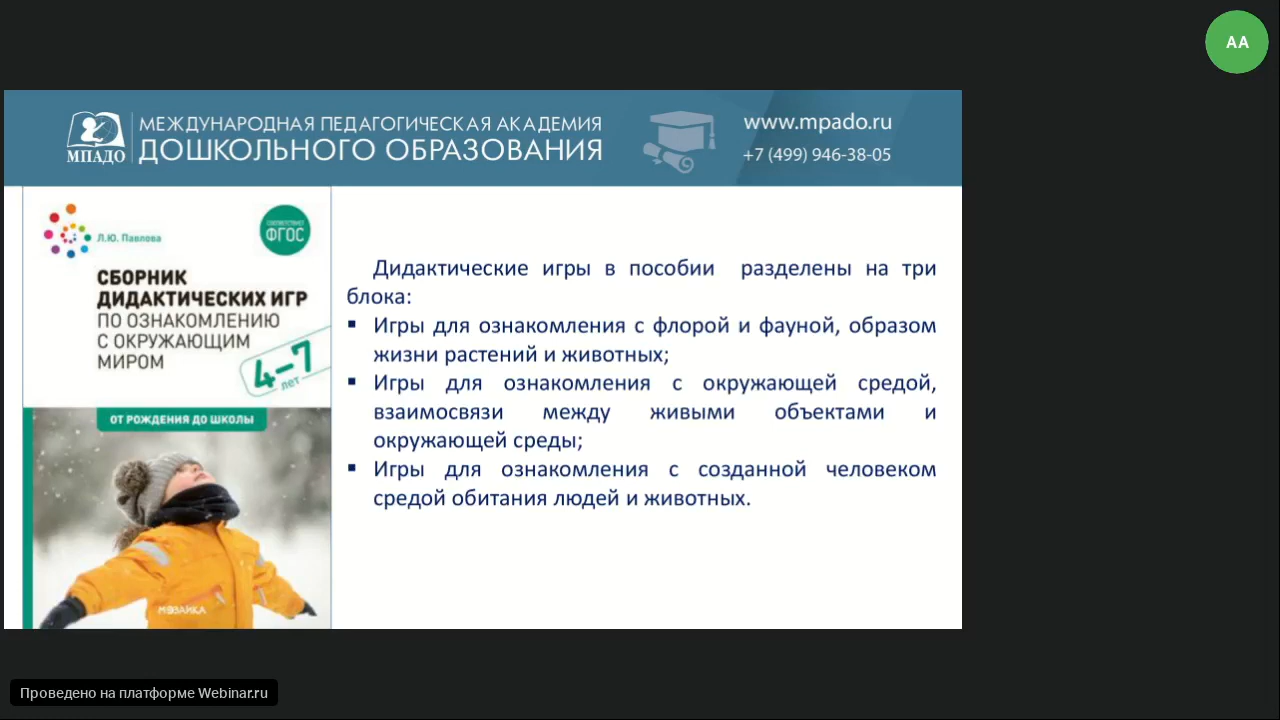 АА
МЕЖДУНАРОДНАЯ ПЕДАГОГИЧЕСКАЯ АКАДЕМИЯ
МПАДО ДОШКОЛЬНОГО ОБРАЗОВАНИЯ
www.mpado.ru
+7 (499) 946-38-05
Л.Ю. Павлова
СООТВЕТСТВУЕТ
ФГОС
СБОРНИК
ДИДАКТИЧЕСКИХ ИГР
ПО ОЗНАКОМЛЕНИЮ
С ОКРУЖАЮЩИМ
МИРОМ
4–7
лет
ОТ РОЖДЕНИЯ ДО ШКОЛЫ
МОЗАИКА
Дидактические игры в пособии разделены на три
блока:
▪ Игры для ознакомления с флорой и фауной, образом
жизни растений и животных;
▪ Игры для ознакомления с окружающей средой,
взаимосвязи между живыми объектами и
окружающей среды;
▪ Игры для ознакомления с созданной человеком
средой обитания людей и животных.
Проведено на платформе Webinar.ru